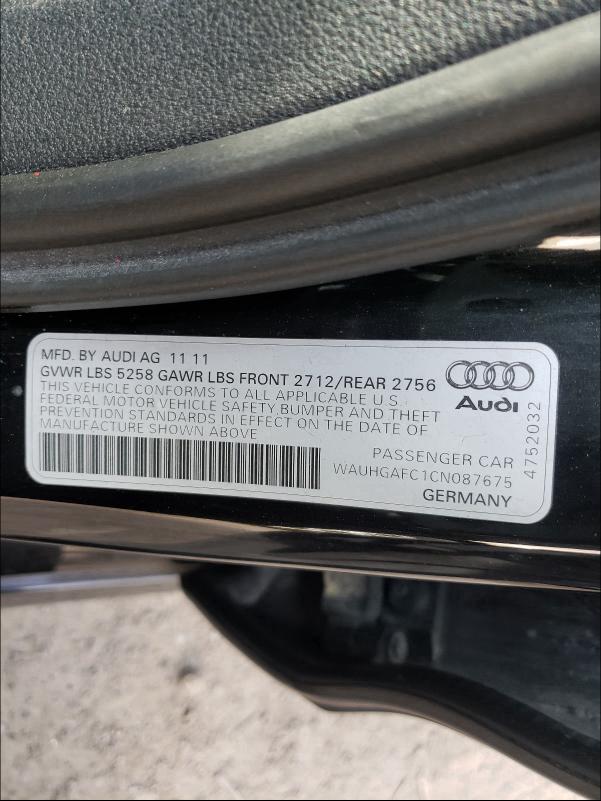 MFD. BY AUDI AG 11 11
GVWR LBS 5258 GAWR LBS FRONT 2712/REAR 2756
THIS VEHICLE CONFORMS TO ALL APPLICABLE U.S.
FEDERAL MOTOR VEHICLE SAFETY,BUMPER AND THEFT
PREVENTION STANDARDS IN EFFECT ON THE DATE OF
MANUFACTURE SHOWN ABOVE
PASSENGER CAR
WAUHGAFC1CN087675
GERMANY
Audi
4752032